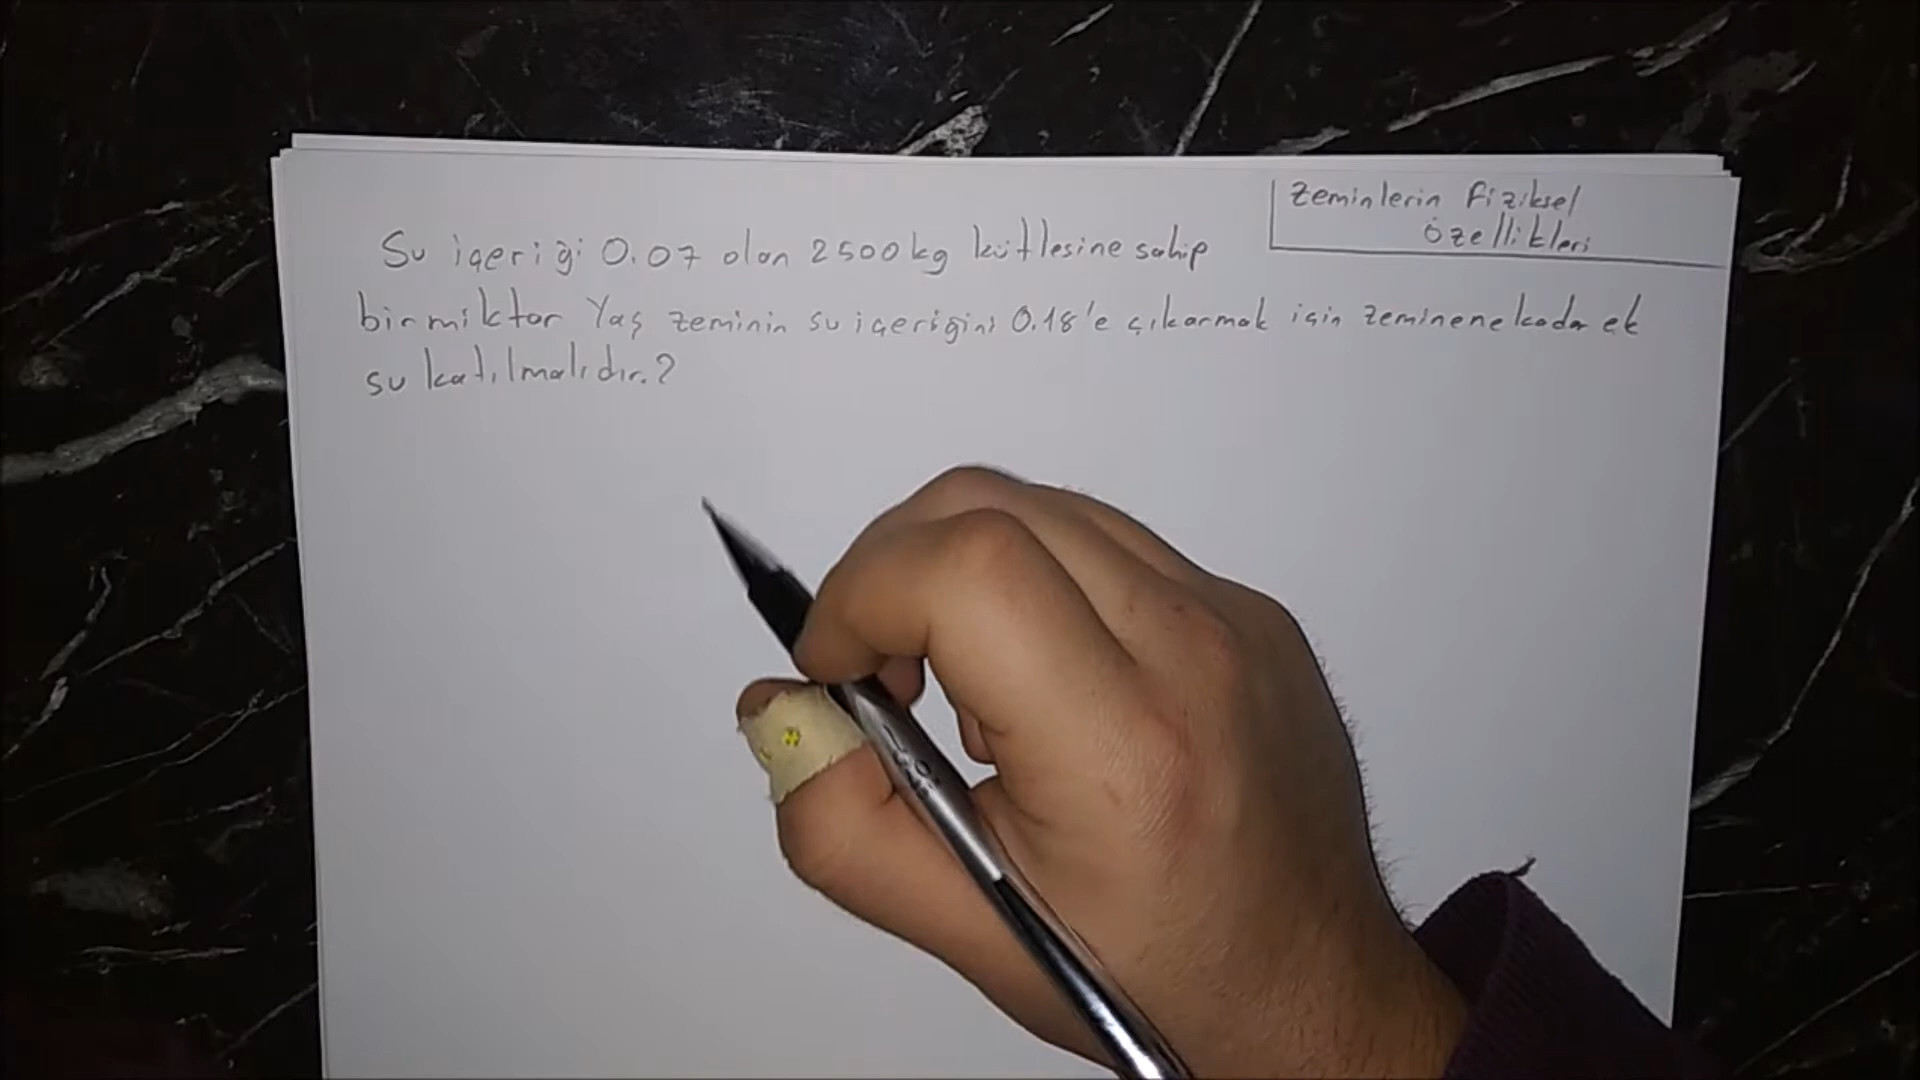 Zeminlerin Fiziksel
Özellikleri
Su içeriği 0.07 olan 2500 kg kütlesine sahip
bir miktar Yaş zeminin su içeriğini 0.18'e çıkarmak için zemine ne kadar ek
su katılmalıdır.?